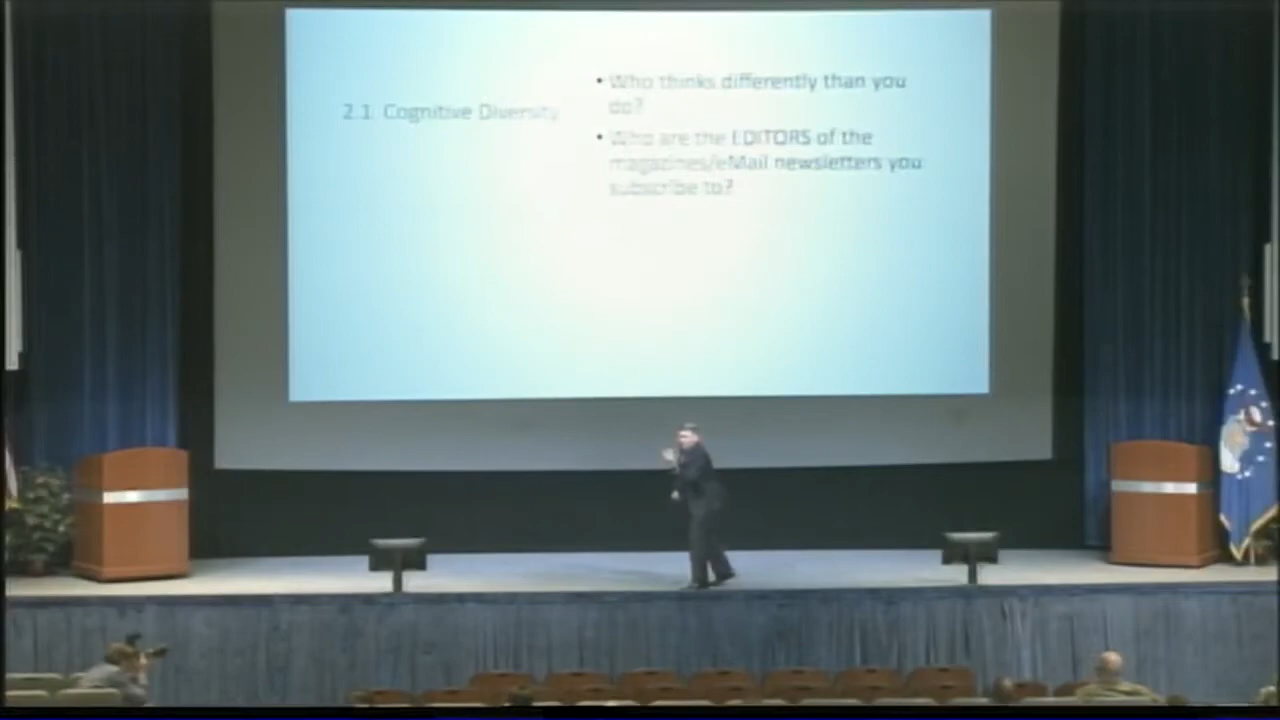 2.1: Cognitive Diversity
• Who thinks differently than you
do?
• Who are the EDITORS of the
magazines/eMail newsletters you
subscribe to?